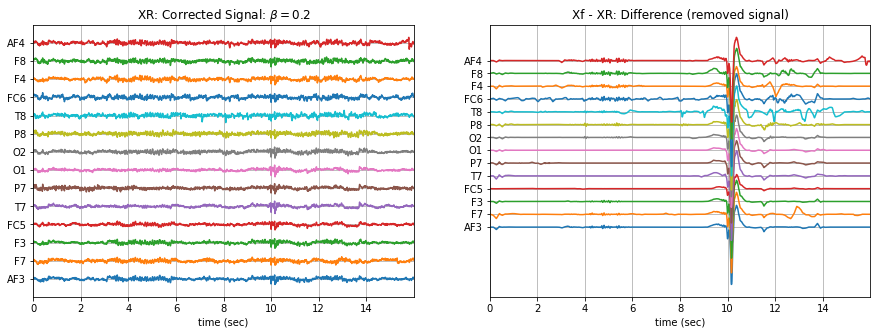 XR: Corrected Signal: β = 0.2
AF4
F8
F4
FC6
T8
P8
O2
O1
P7
T7
FC5
F3
F7
AF3
0 2 4 6 8 10 12 14
time (sec)
Xf - XR: Difference (removed signal)
AF4
F8
F4
FC6
T8
P8
O2
O1
P7
T7
FC5
F3
F7
AF3
0 2 4 6 8 10 12 14
time (sec)